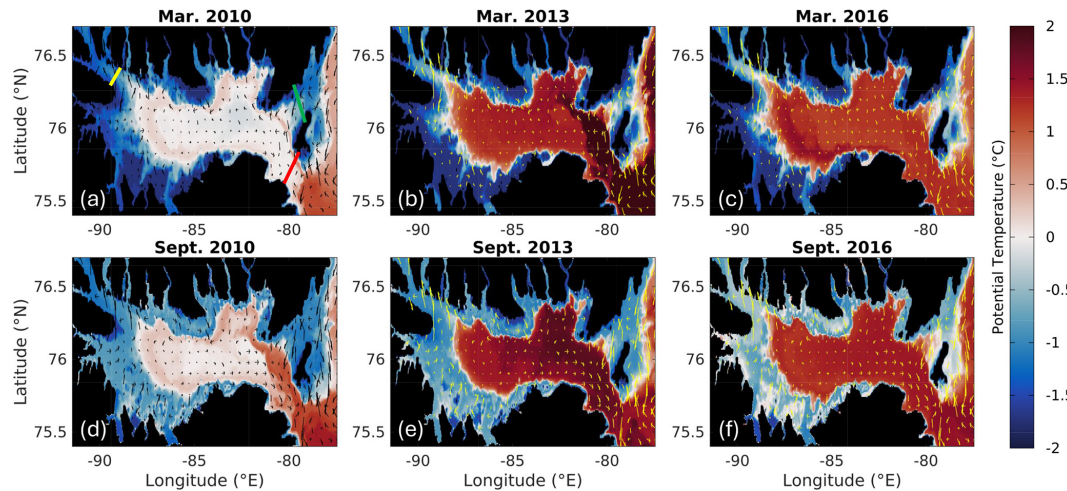 Mar. 2010 Mar. 2013 Mar. 2016
Latitude (°N)
76.5 76.5 76.5
76 76 76
75.5 75.5 75.5
(a) (b) (c)
-90 -85 -80 -90 -85 -80 -90 -85 -80
Sept. 2010 Sept. 2013 Sept. 2016
Latitude (°N)
76.5 76.5 76.5
76 76 76
75.5 75.5 75.5
(d) (e) (f)
-90 -85 -80 -90 -85 -80 -90 -85 -80
Longitude (°E) Longitude (°E) Longitude (°E)
2
1.5
1
0.5
0
-0.5
-1
-1.5
-2
Potential Temperature (°C)